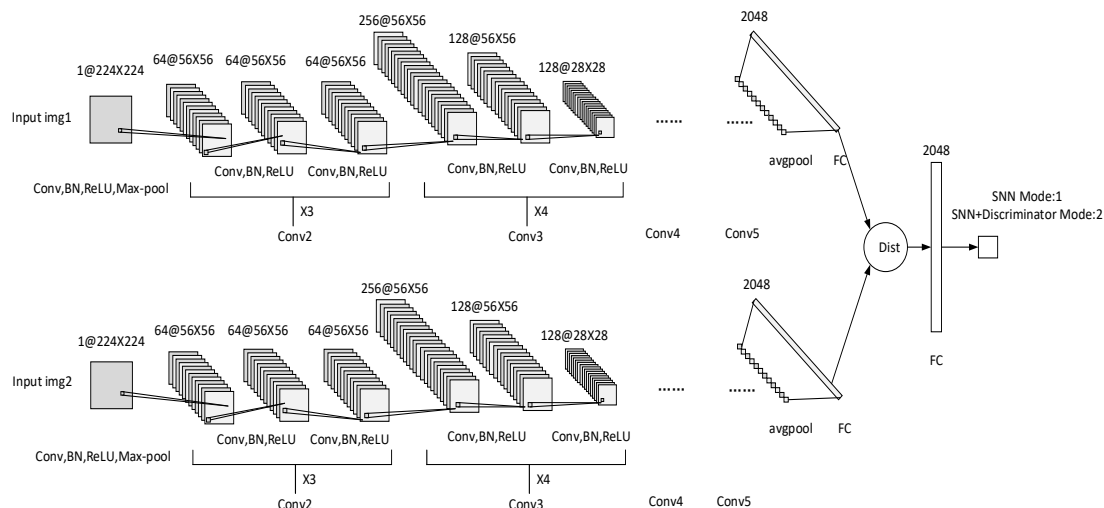 256@56X56
2048
64@56X56 64@56X56 64@56X56
128@56X56
1@224X224
128@28X28
Input img1
...... ......
avgpool FC
Conv,BN,ReLU Conv,BN,ReLU Conv,BN,ReLU Conv,BN,ReLU
Conv,BN,ReLU,Max-pool
2048
X3 X4
SNN Mode:1
SNN+Discriminator Mode:2
Conv2 Conv3 Conv4 Conv5
Dist
256@56X56
2048
64@56X56 64@56X56 64@56X56
128@56X56
1@224X224
128@28X28
FC
Input img2
...... ......
avgpool FC
Conv,BN,ReLU Conv,BN,ReLU Conv,BN,ReLU Conv,BN,ReLU
Conv,BN,ReLU,Max-pool
X3 X4
Conv2 Conv3 Conv4 Conv5